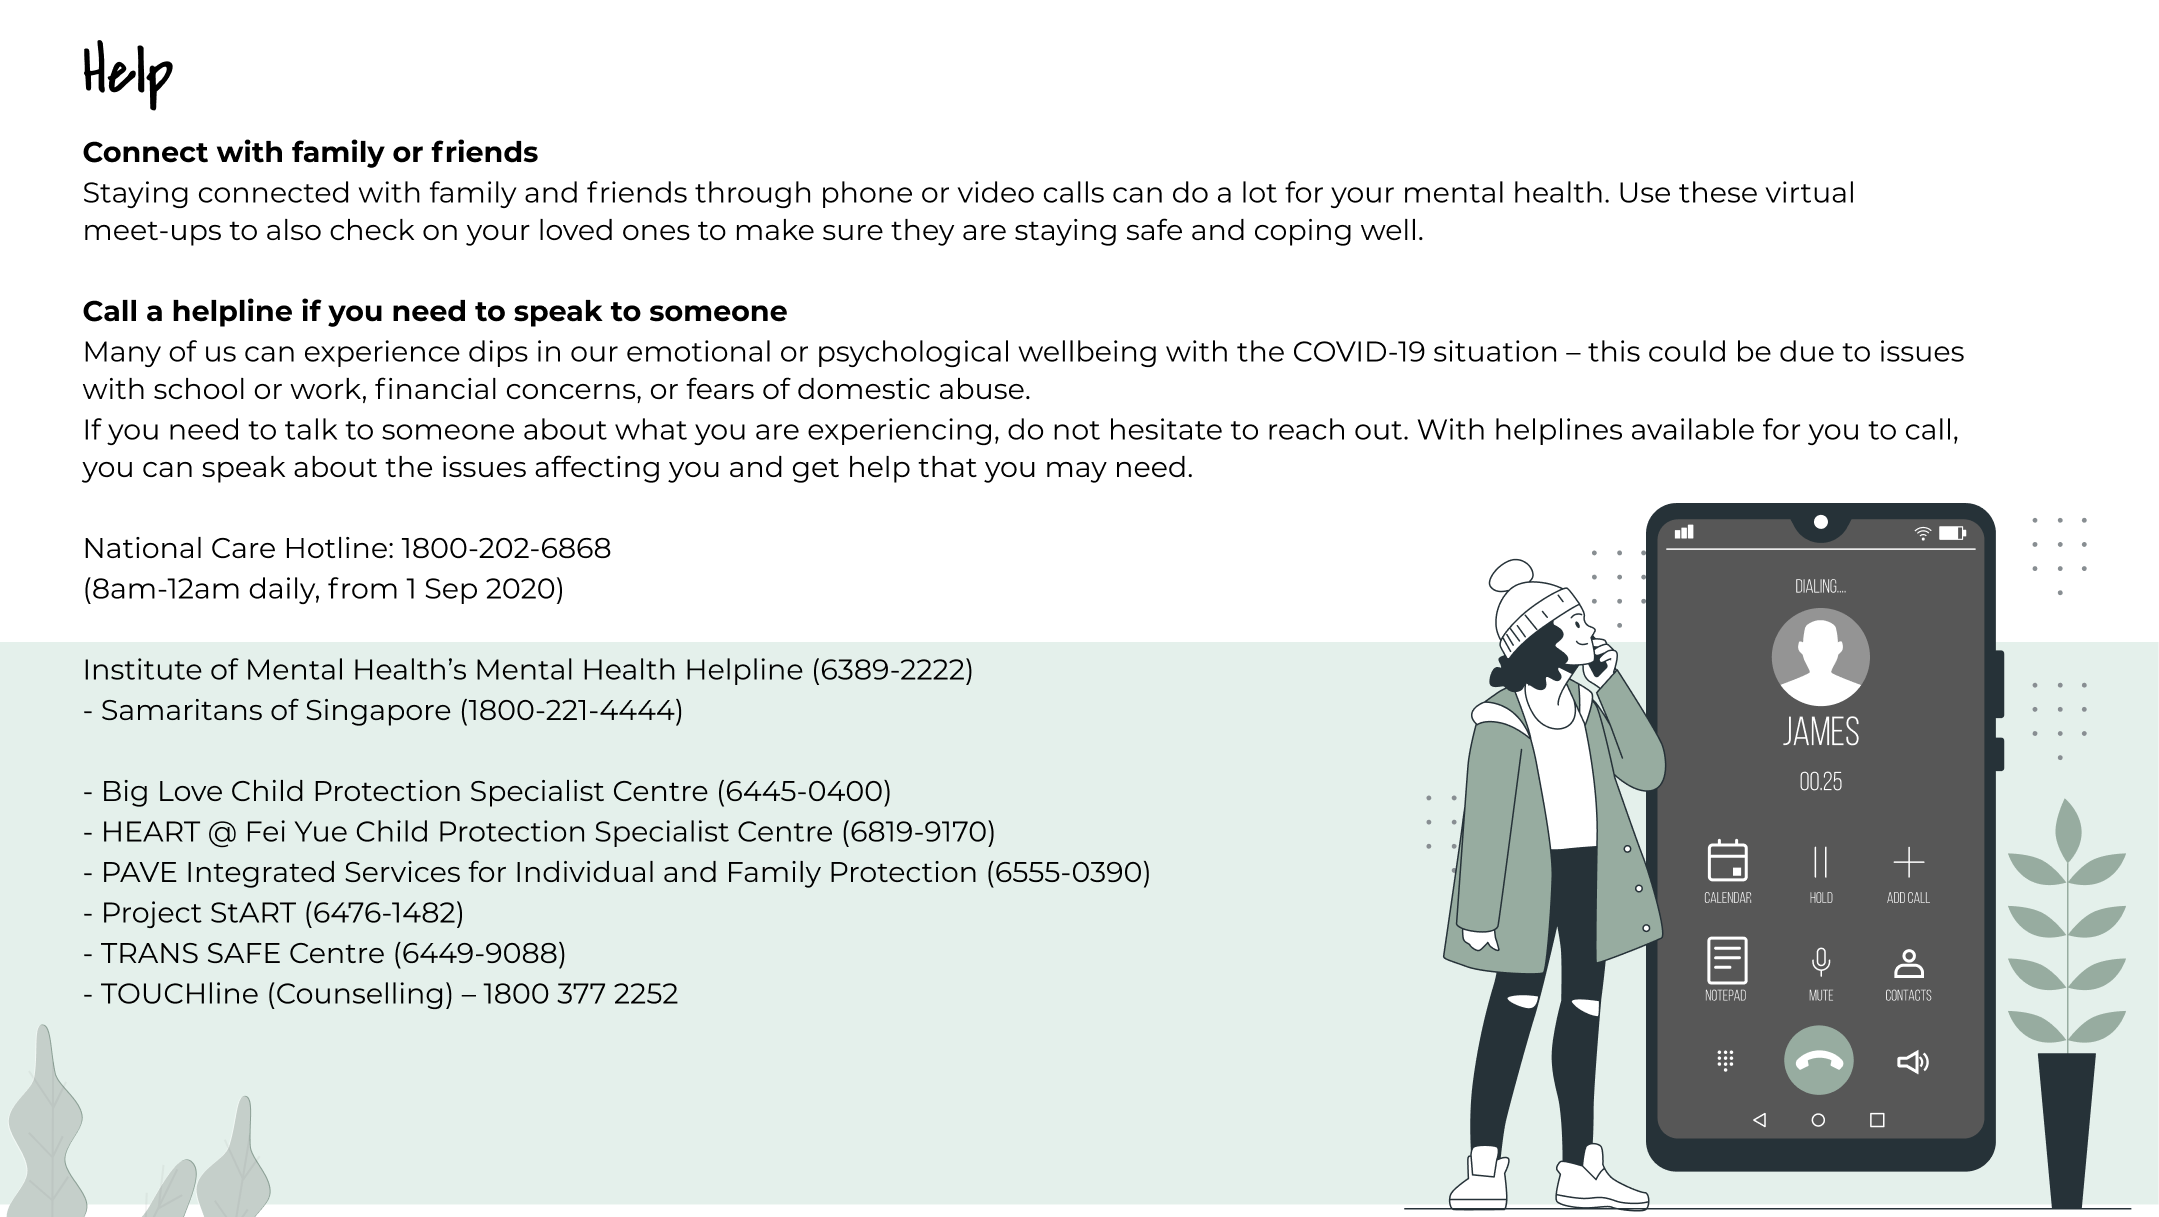 Help
Connect with family or friends
Staying connected with family and friends through phone or video calls can do a lot for your mental health. Use these virtual
meet-ups to also check on your loved ones to make sure they are staying safe and coping well.
Call a helpline if you need to speak to someone
Many of us can experience dips in our emotional or psychological wellbeing with the COVID-19 situation – this could be due to issues
with school or work, financial concerns, or fears of domestic abuse.
If you need to talk to someone about what you are experiencing, do not hesitate to reach out. With helplines available for you to call,
you can speak about the issues affecting you and get help that you may need.
National Care Hotline: 1800-202-6868
(8am-12am daily, from 1 Sep 2020)
Institute of Mental Health’s Mental Health Helpline (6389-2222)
- Samaritans of Singapore (1800-221-4444)
- Big Love Child Protection Specialist Centre (6445-0400)
- HEART @ Fei Yue Child Protection Specialist Centre (6819-9170)
- PAVE Integrated Services for Individual and Family Protection (6555-0390)
- Project StART (6476-1482)
- TRANS SAFE Centre (6449-9088)
- TOUCHline (Counselling) – 1800 377 2252
DIALING....
JAMES
00.25
CALENDAR HOLD ADD CALL
NOTEPAD MUTE CONTACTS